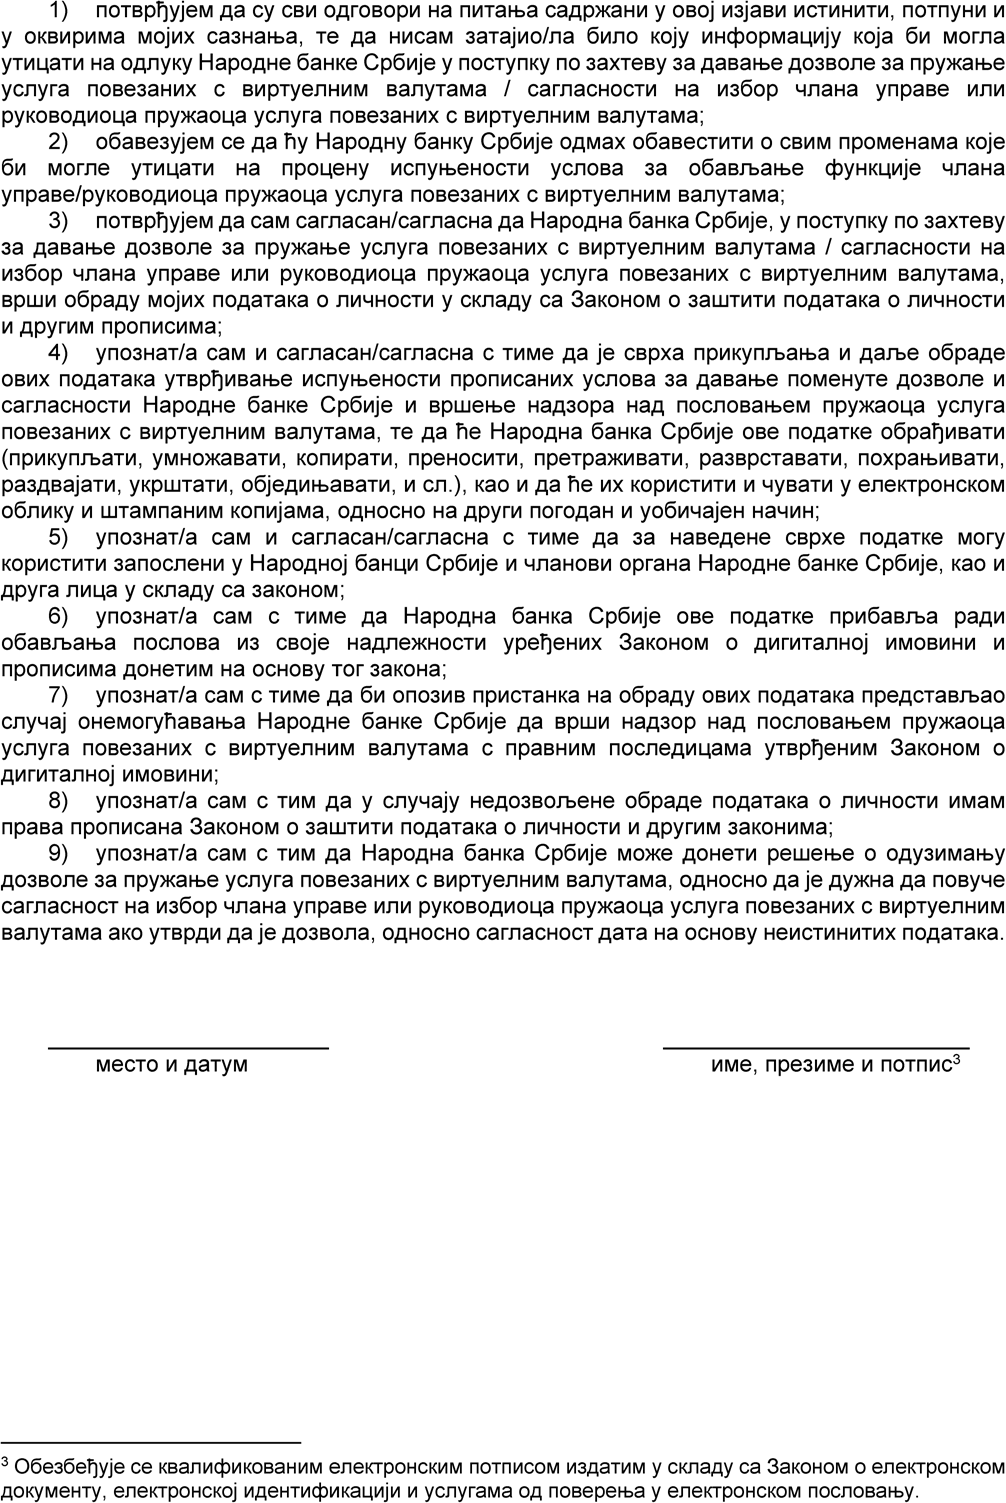 1) потврђујем да су сви одговори на питања садржани у овој изјави истинити, потпуни и
у оквирима мојих сазнања, те да нисам затајио/ла било коју информацију која би могла
утицати на одлуку Народне банке Србије у поступку по захтеву за давање дозволе за пружање
услуга повезаних с виртуелним валутама / сагласности на избор члана управе или
руководиоца пружаоца услуга повезаних с виртуелним валутама;
2) обавезујем се да ћу Народну банку Србије одмах обавестити о свим променама које
би могле утицати на процену испуњености услова за обављање функције члана
управе/руководиоца пружаоца услуга повезаних с виртуелним валутама;
3) потврђујем да сам сагласан/сагласна да Народна банка Србије, у поступку по захтеву
за давање дозволе за пружање услуга повезаних с виртуелним валутама / сагласности на
избор члана управе или руководиоца пружаоца услуга повезаних с виртуелним валутама,
врши обраду мојих података о личности у складу са Законом о заштити података о личности
и другим прописима;
4) упознат/а сам и сагласан/сагласна с тиме да је сврха прикупљања и даље обраде
ових података утврђивање испуњености прописаних услова за давање поменуте дозволе и
сагласности Народне банке Србије и вршење надзора над пословањем пружаоца услуга
повезаних с виртуелним валутама, те да ће Народна банка Србије ове податке обрађивати
(прикупљати, умножавати, копирати, преносити, претраживати, разврставати, похрањивати,
раздвајати, укрштати, обједињавати, и сл.), као и да ће их користити и чувати у електронском
облику и штампаним копијама, односно на други погодан и уобичајен начин;
5) упознат/а сам и сагласан/сагласна с тиме да за наведене сврхе податке могу
користити запослени у Народној банци Србије и чланови органа Народне банке Србије, као и
друга лица у складу са законом;
6) упознат/а сам с тиме да Народна банка Србије ове податке прибавља ради
обављања послова из своје надлежности уређених Законом о дигиталној имовини и
прописима донетим на основу тог закона;
7) упознат/а сам с тиме да би опозив пристанка на обраду ових података представљао
случај онемогућавања Народне банке Србије да врши надзор над пословањем пружаоца
услуга повезаних с виртуелним валутама с правним последицама утврђеним Законом о
дигиталној имовини;
8) упознат/а сам с тим да у случају недозвољене обраде података о личности имам
права прописана Законом о заштити података о личности и другим законима;
9) упознат/а сам с тим да Народна банка Србије може донети решење о одузимању
дозволе за пружање услуга повезаних с виртуелним валутама, односно да је дужна да повуче
сагласност на избор члана управе или руководиоца пружаоца услуга повезаних с виртуелним
валутама ако утврди да је дозвола, односно сагласност дата на основу неистинитих података.
место и датум
име, презиме и потпис³
³ Обезбеђује се квалификованим електронским потписом издатим у складу са Законом о електронском
документу, електронској идентификацији и услугама од поверења у електронском пословању.